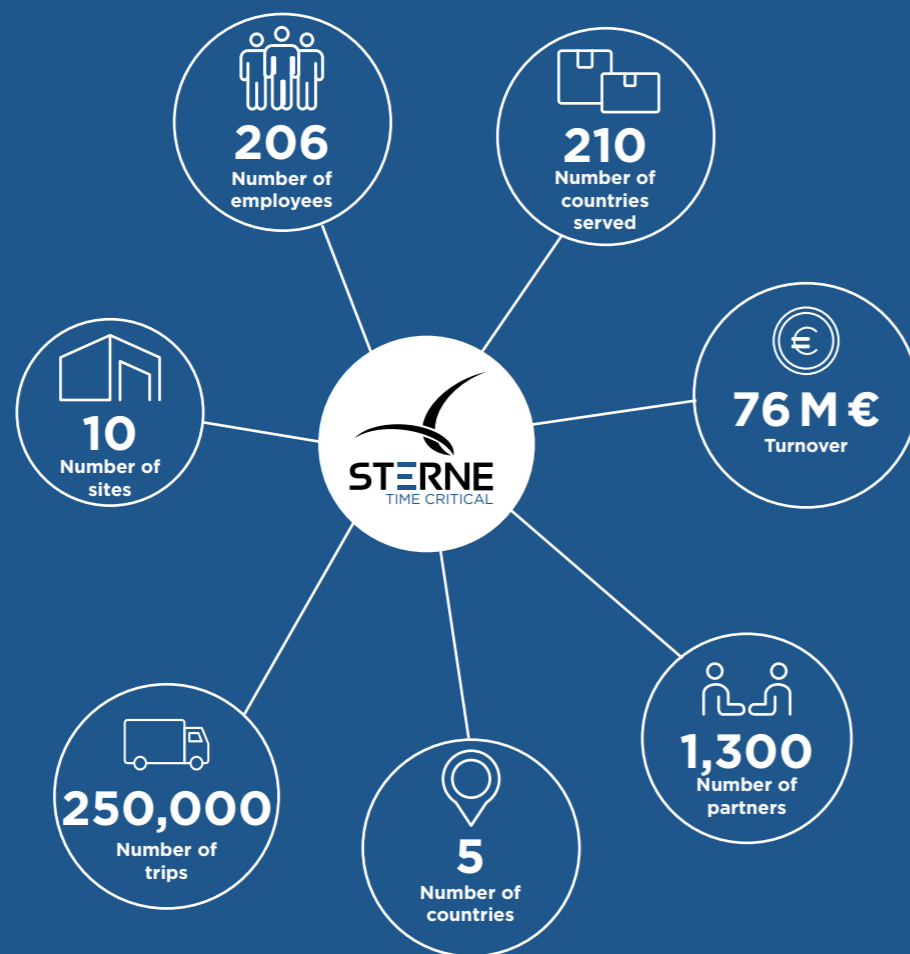 206
Number of
employees
210
Number of
countries
served
10
Number of
sites
STERNE
TIME CRITICAL
€
76 M €
Turnover
250,000
Number of
trips
5
Number of
countries
1,300
Number of
partners